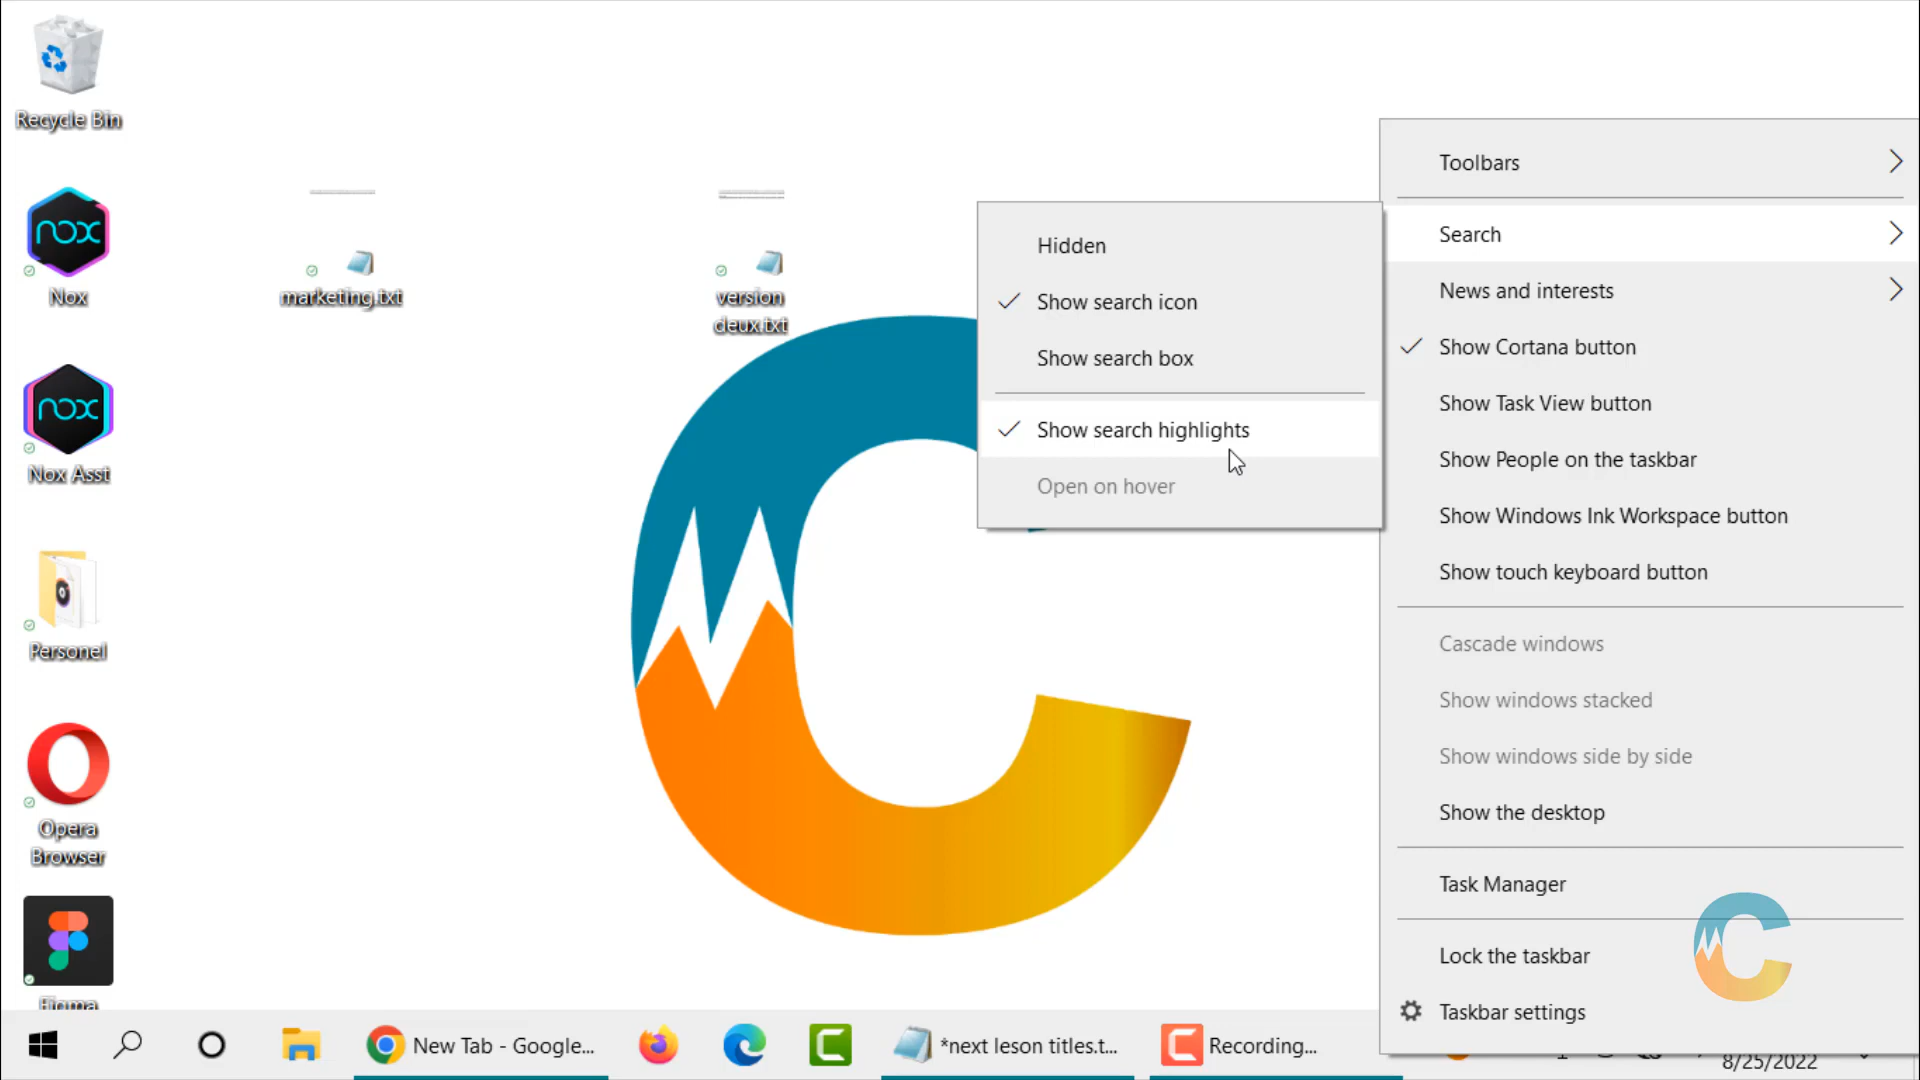 Recycle Bin
Nox
Nox Asst
Personel
Opera
Browser
Figma
marketing.txt
version
deux.txt
Hidden
Show search icon
Show search box
Show search highlights
Open on hover
Toolbars
Search
News and interests
Show Cortana button
Show Task View button
Show People on the taskbar
Show Windows Ink Workspace button
Show touch keyboard button
Cascade windows
Show windows stacked
Show windows side by side
Show the desktop
Task Manager
Lock the taskbar
Taskbar settings
New Tab - Google...
*next leson titles.t...
Recording...
8/25/2022